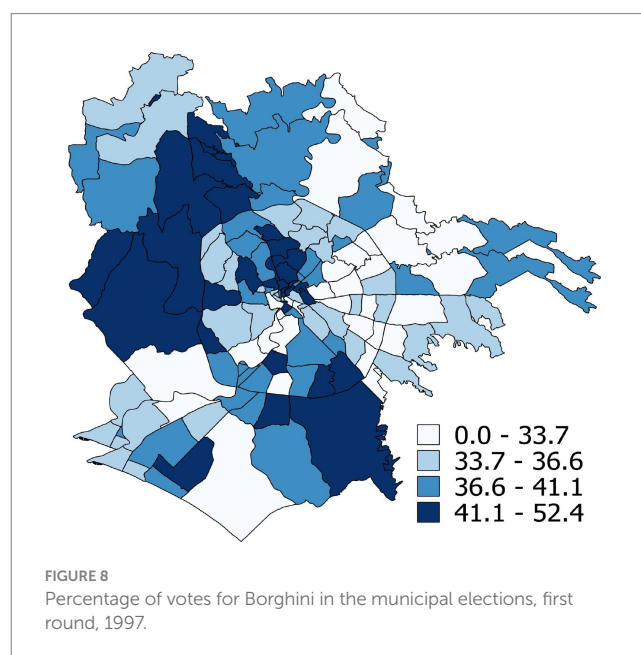 0.0 - 33.7
33.7 - 36.6
36.6 - 41.1
41.1 - 52.4
FIGURE 8
Percentage of votes for Borghini in the municipal elections, first
round, 1997.